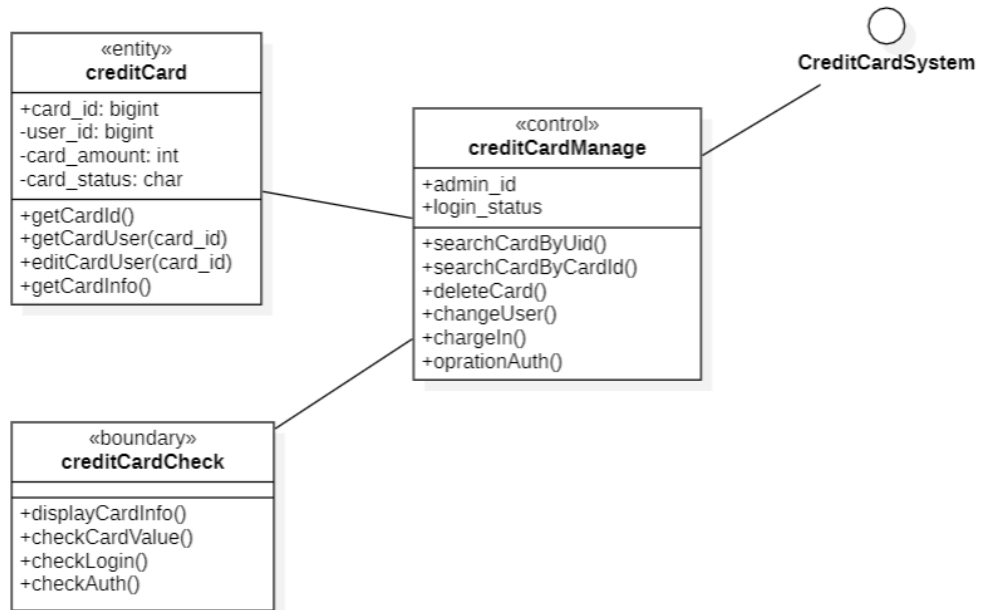 «entity»
creditCard
+card_id: bigint
-user_id: bigint
-card_amount: int
-card_status: char
+getCardId()
+getCardUser(card_id)
+editCardUser(card_id)
+getCardInfo()
CreditCardSystem
«control»
creditCardManage
+admin_id
+login_status
+searchCardByUid()
+searchCardByCardId()
+deleteCard()
+changeUser()
+chargeIn()
+oprationAuth()
«boundary»
creditCardCheck
+displayCardInfo()
+checkCardValue()
+checkLogin()
+checkAuth()